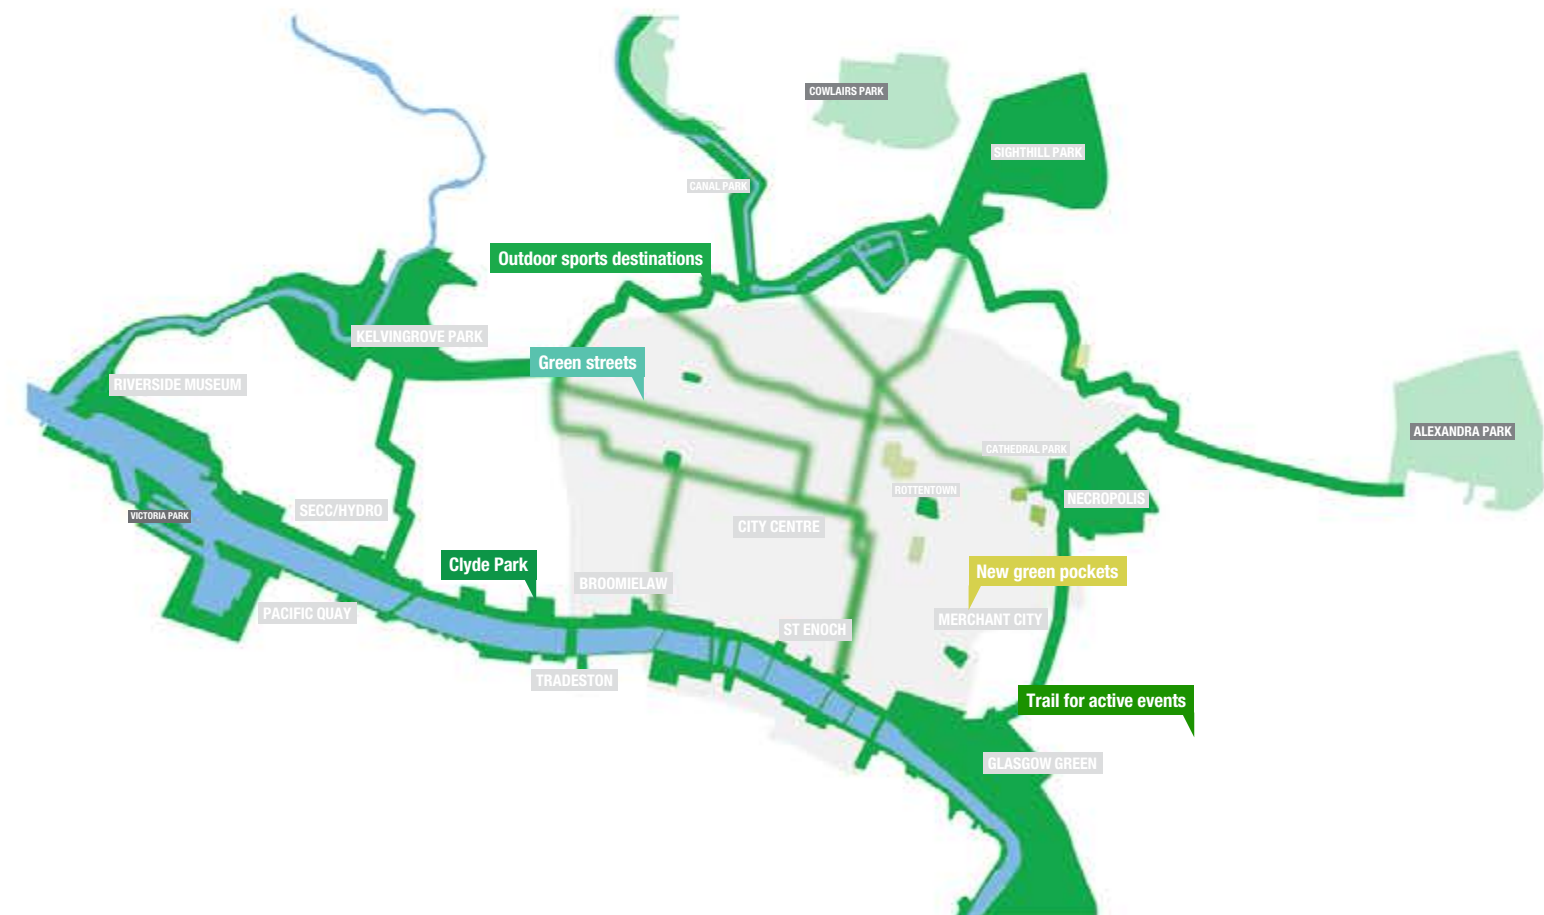 COWLAIRS PARK
SIGHTHILL PARK
CANAL PARK
Outdoor sports destinations
KELVINGROVE PARK
Green streets
RIVERSIDE MUSEUM
ALEXANDRA PARK
CATHEDRAL PARK
ROTTENTOWN
NECROPOLIS
SECC/HYDRO
VICTORIA PARK
CITY CENTRE
Clyde Park
New green pockets
BROOMIELAW
PACIFIC QUAY
MERCHANT CITY
ST ENOCH
TRADESTON
Trail for active events
GLASGOW GREEN